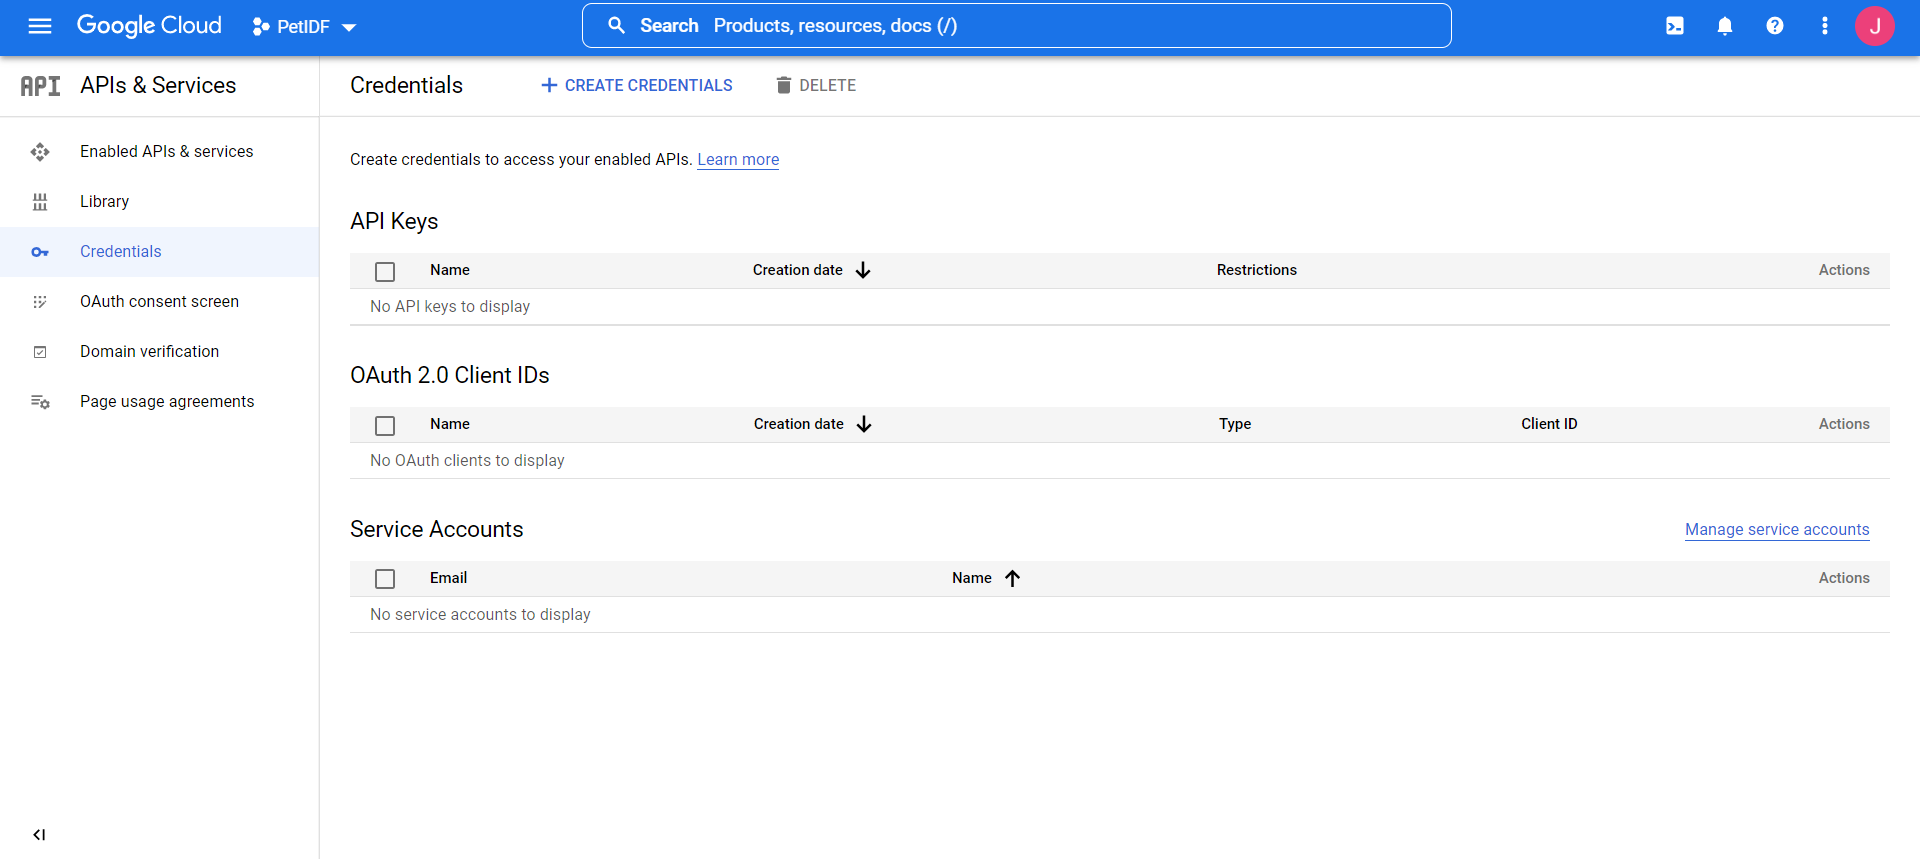 Google Cloud PetIDF Search Products, resources, docs (/) J
API APIs & Services Credentials CREATE CREDENTIALS DELETE
Enabled APIs & services
Library
Credentials
OAuth consent screen
Domain verification
Page usage agreements
Create credentials to access your enabled APIs. Learn more
API Keys
Name Creation date Restrictions Actions
No API keys to display
OAuth 2.0 Client IDs
Name Creation date Type Client ID Actions
No OAuth clients to display
Service Accounts Manage service accounts
Email Name Actions
No service accounts to display